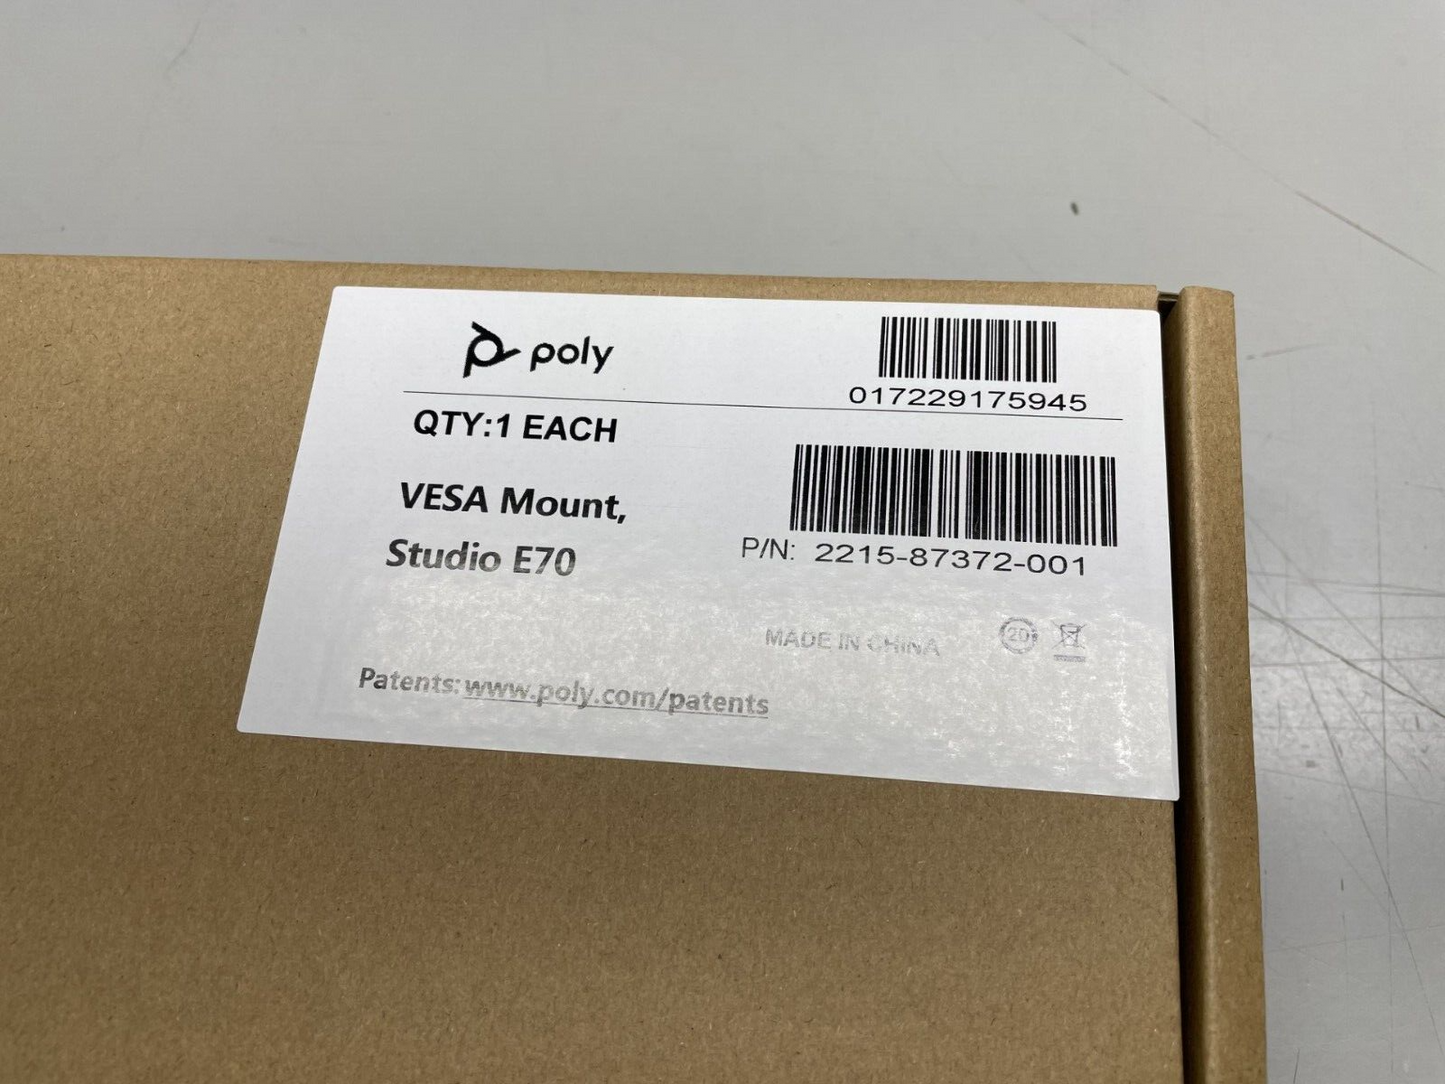 poly
017229175945
QTY:1 EACH
VESA Mount,
Studio E70
P/N: 2215-87372-001
MADE IN CHINA
20
Patents: www.poly.com/patents